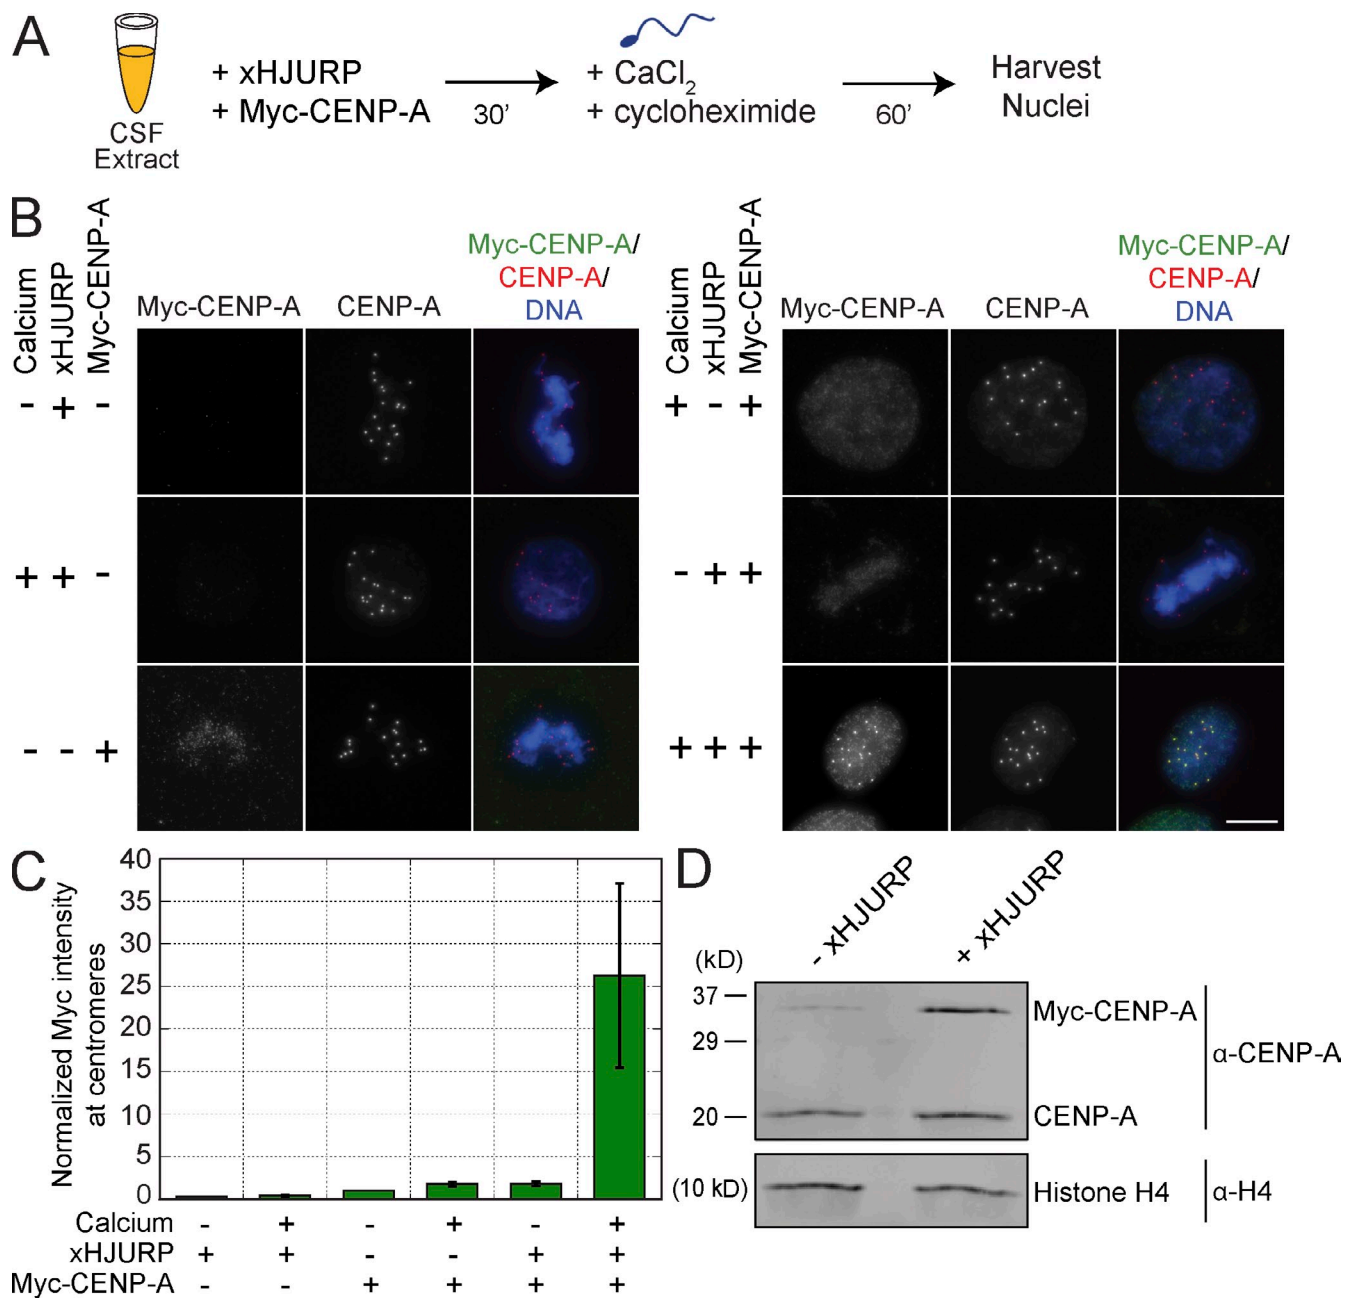 A
CSF
Extract
+ xHJURP
+ Myc-CENP-A
30’
+ CaCl2
+ cycloheximide
60’
Harvest
Nuclei
B
Calcium
xHJURP
Myc-CENP-A
Myc-CENP-A
CENP-A
Myc-CENP-A/
CENP-A/
DNA
- + -
+ + -
- - +
Calcium
xHJURP
Myc-CENP-A
Myc-CENP-A
CENP-A
Myc-CENP-A/
CENP-A/
DNA
+ - +
- + +
+ + +
C
Normalized Myc intensity
at centromeres
40
35
30
25
20
15
10
5
0
Calcium - + - + - +
xHJURP + + - - + +
Myc-CENP-A - - + + + +
D
- xHJURP
+ xHJURP
(kD)
37
29
20
Myc-CENP-A
CENP-A
α-CENP-A
(10 kD)
Histone H4
α-H4